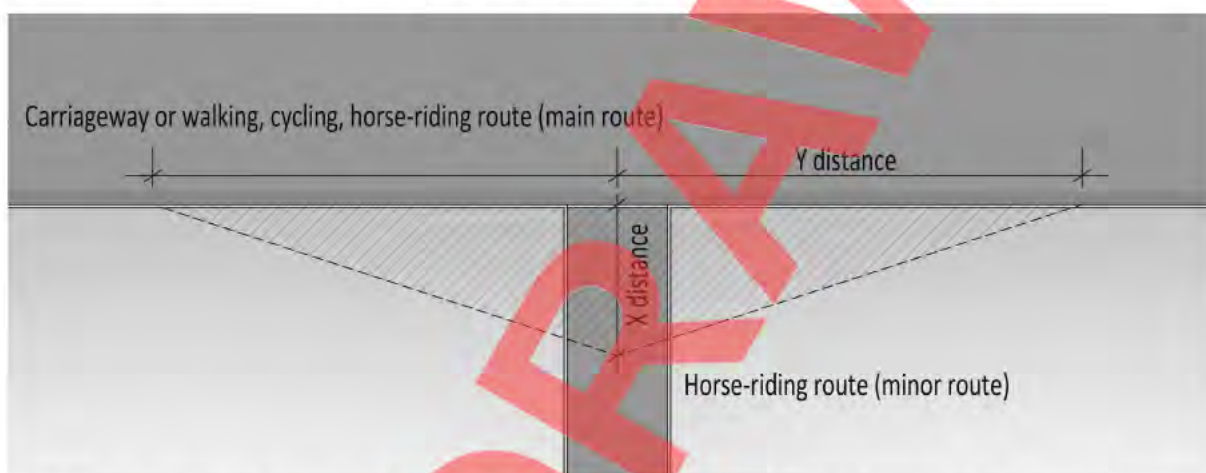 Carriageway or walking, cycling, horse-riding route (main route)
Y distance
X distance
Horse-riding route (minor route)